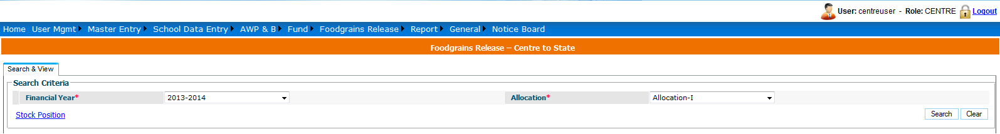 User: centreuser - Role: CENTRE Logout
Home User Mgmt Master Entry School Data Entry AWP & B Fund Foodgrains Release Report General Notice Board
Foodgrains Release – Centre to State
Search & View
Search Criteria
Financial Year* 2013-2014 Allocation* Allocation-I
Stock Position Search Clear